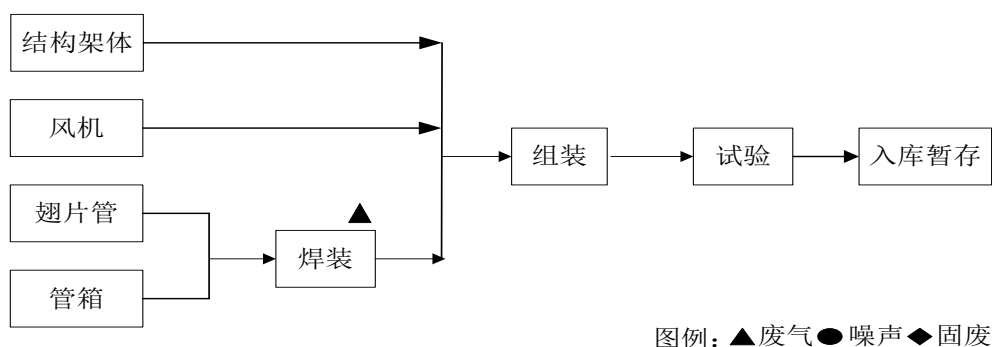 结构架体
风机
翅片管
管箱
焊装
组装
试验
入库暂存
图例：▲废气●噪声◆固废